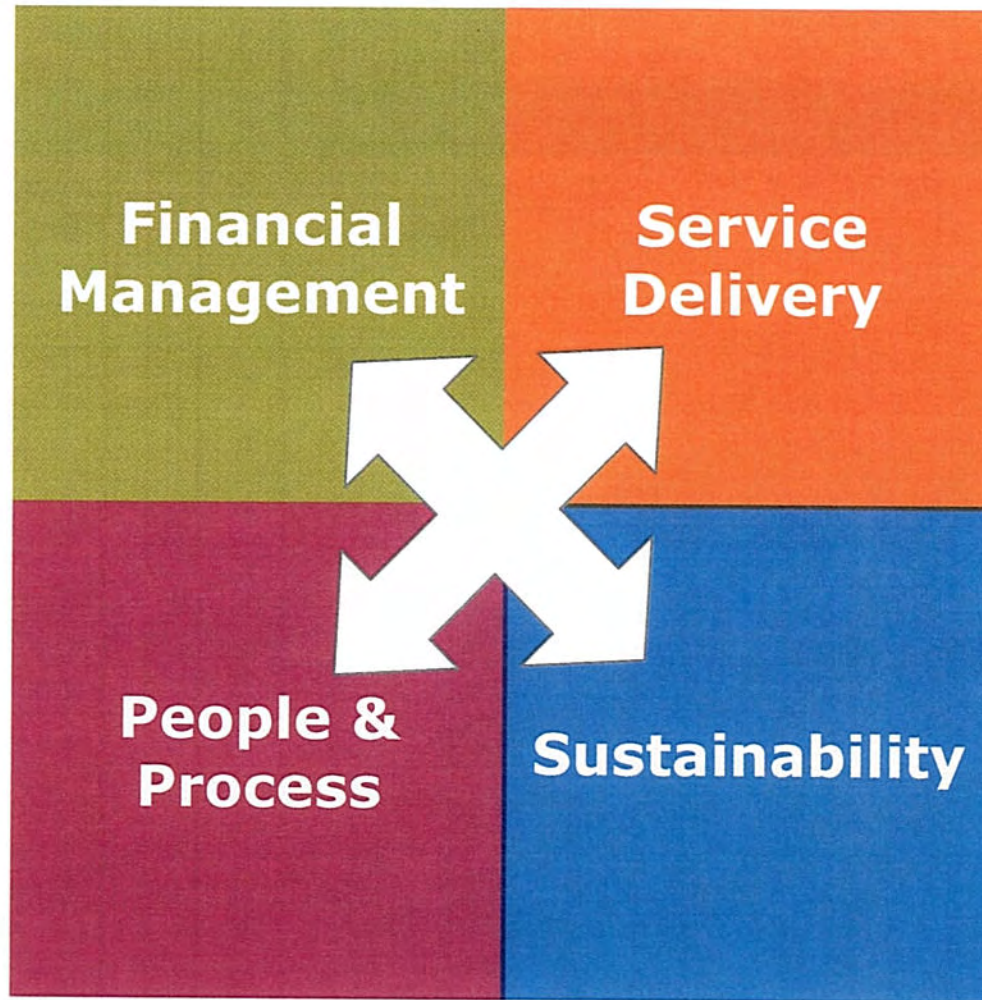 Financial
Management
Service
Delivery
People &
Process
Sustainability